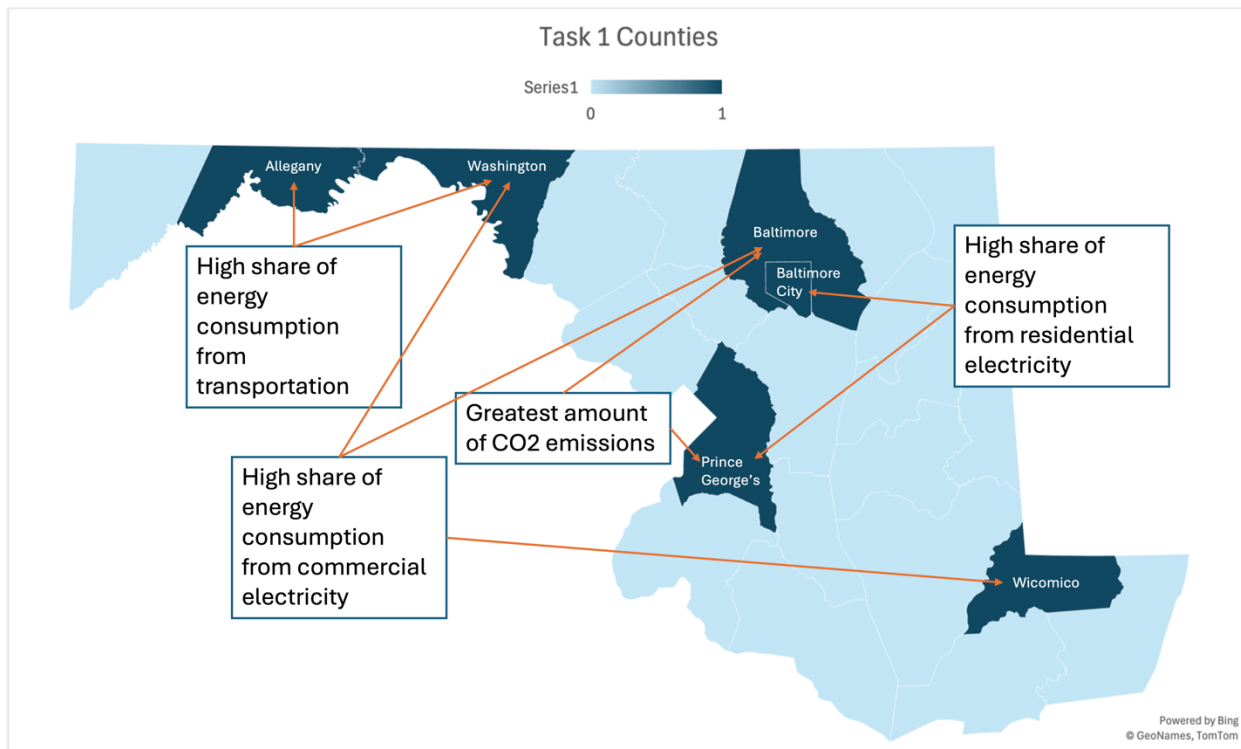 Task 1 Counties
Series1
0
1
Allegany
Washington
Baltimore
Baltimore
City
High share of
energy
consumption
from
transportation
High share of
energy
consumption
from residential
electricity
Greatest amount
of CO2 emissions
Prince
George's
High share of
energy
consumption
from commercial
electricity
Wicomico
Powered by Bing
© GeoNames, TomTom